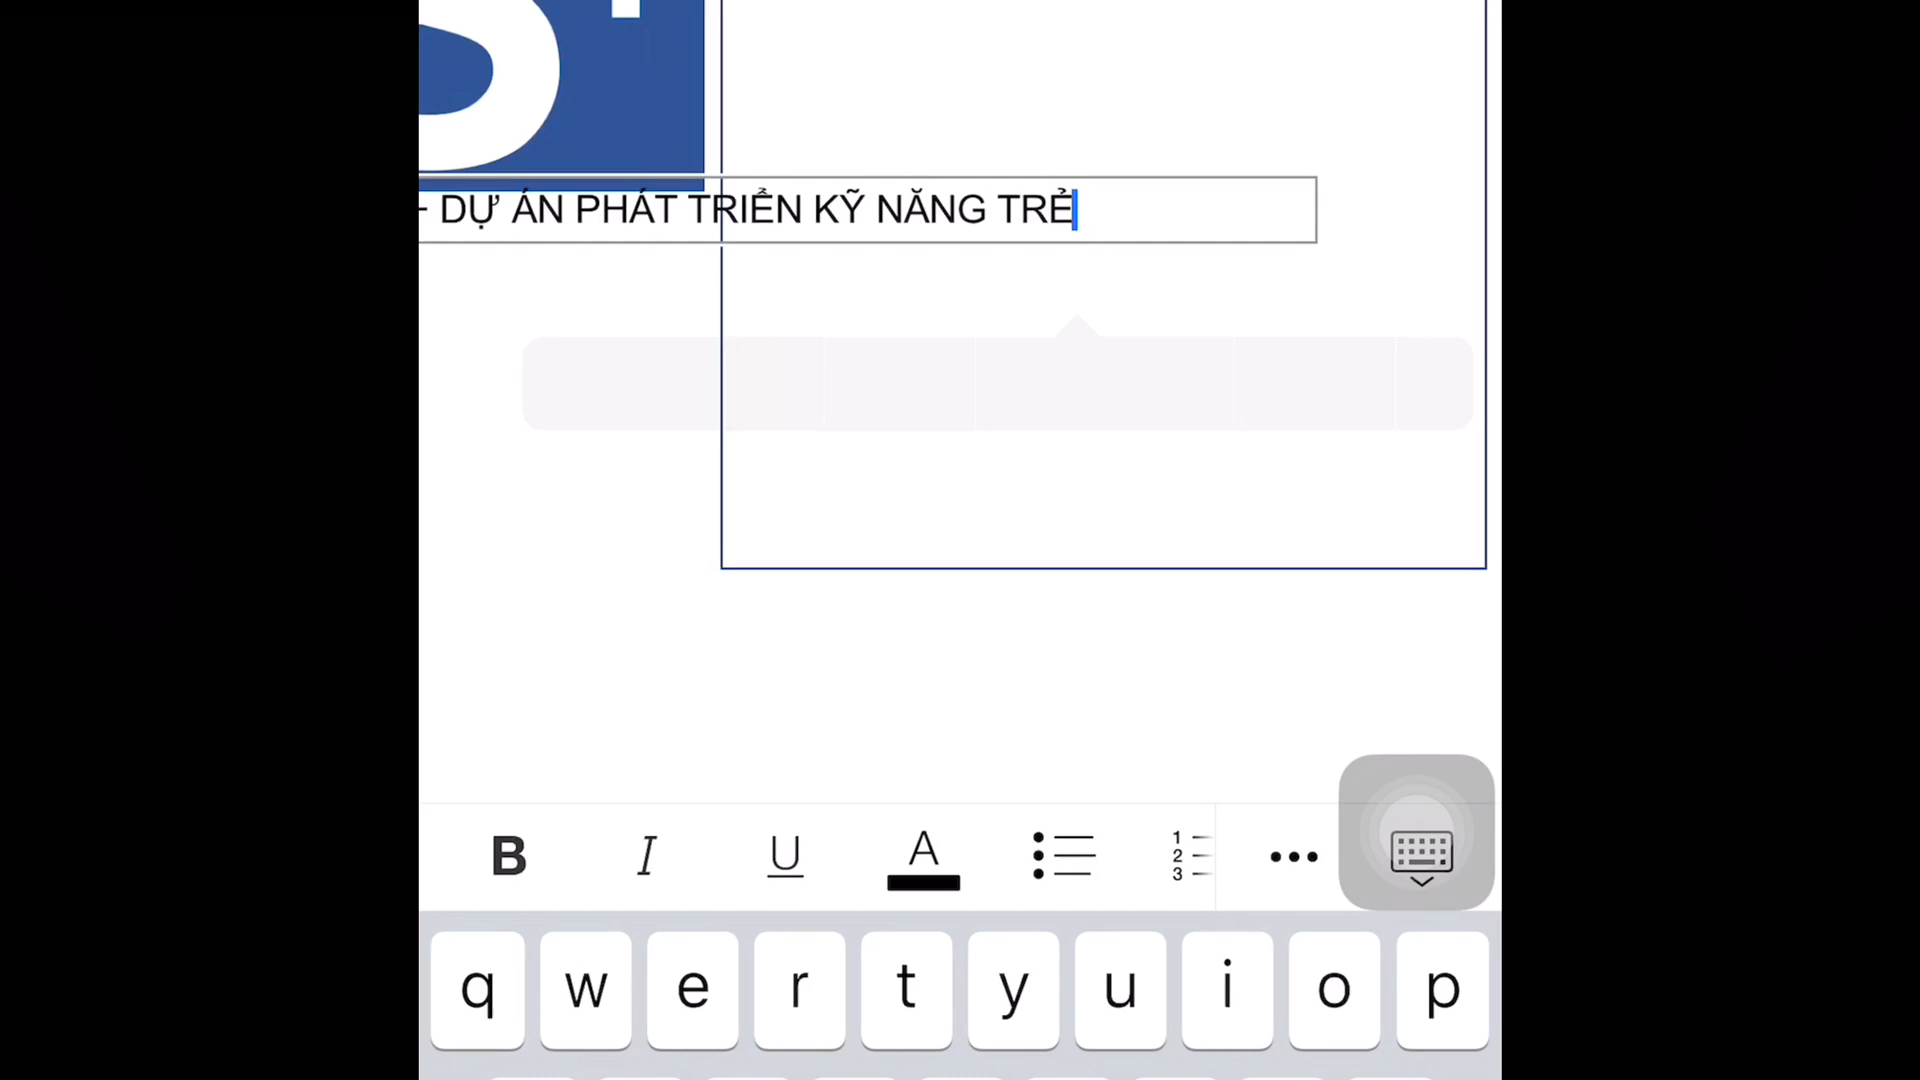 S
- DỰ ÁN PHÁT TRIỂN KỸ NĂNG TRẺ
B I U A 1 2 3
q w e r t y u i o p